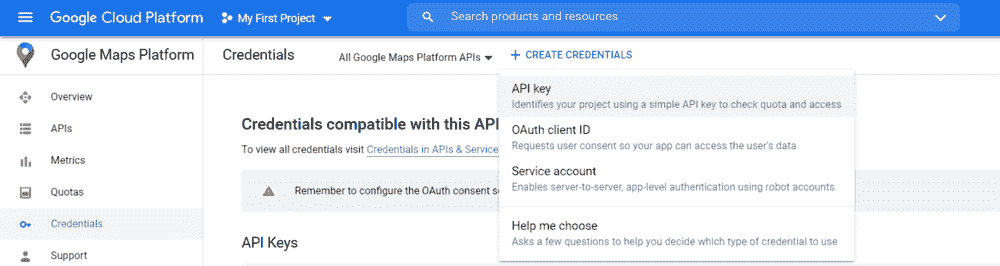 Google Cloud Platform
My First Project
Search products and resources
Google Maps Platform
Credentials
All Google Maps Platform APIs
+ CREATE CREDENTIALS
Overview
APIs
Metrics
Quotas
Credentials
Support
Credentials compatible with this API
To view all credentials visit Credentials in APIs & Service
Remember to configure the OAuth consent s
API Keys
API key
Identifies your project using a simple API key to check quota and access
OAuth client ID
Requests user consent so your app can access the user's data
Service account
Enables server-to-server, app-level authentication using robot accounts
Help me choose
Asks a few questions to help you decide which type of credential to use